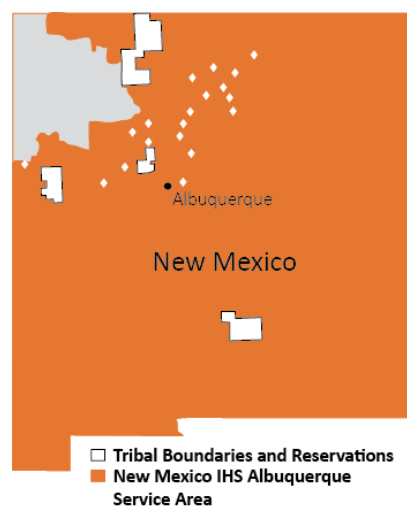 Albuquerque
New Mexico
Tribal Boundaries and Reservations
New Mexico IHS Albuquerque
Service Area